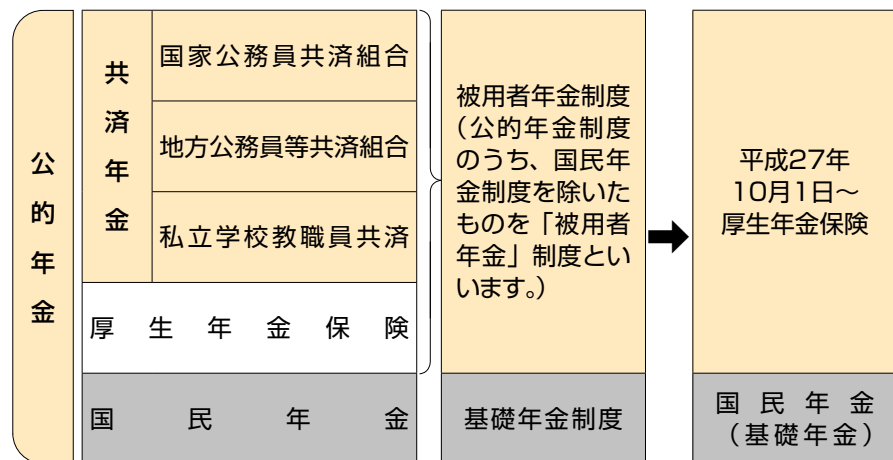 公的年金
共済年金
国家公務員共済組合
地方公務員等共済組合
私立学校教職員共済
厚生年金保険
国民年金
被用者年金制度
（公的年金制度
のうち、国民年
金制度を除いた
ものを「被用者
年金」制度とい
います。）
基礎年金制度
平成27年
10月1日〜
厚生年金保険
国民年金
（基礎年金）